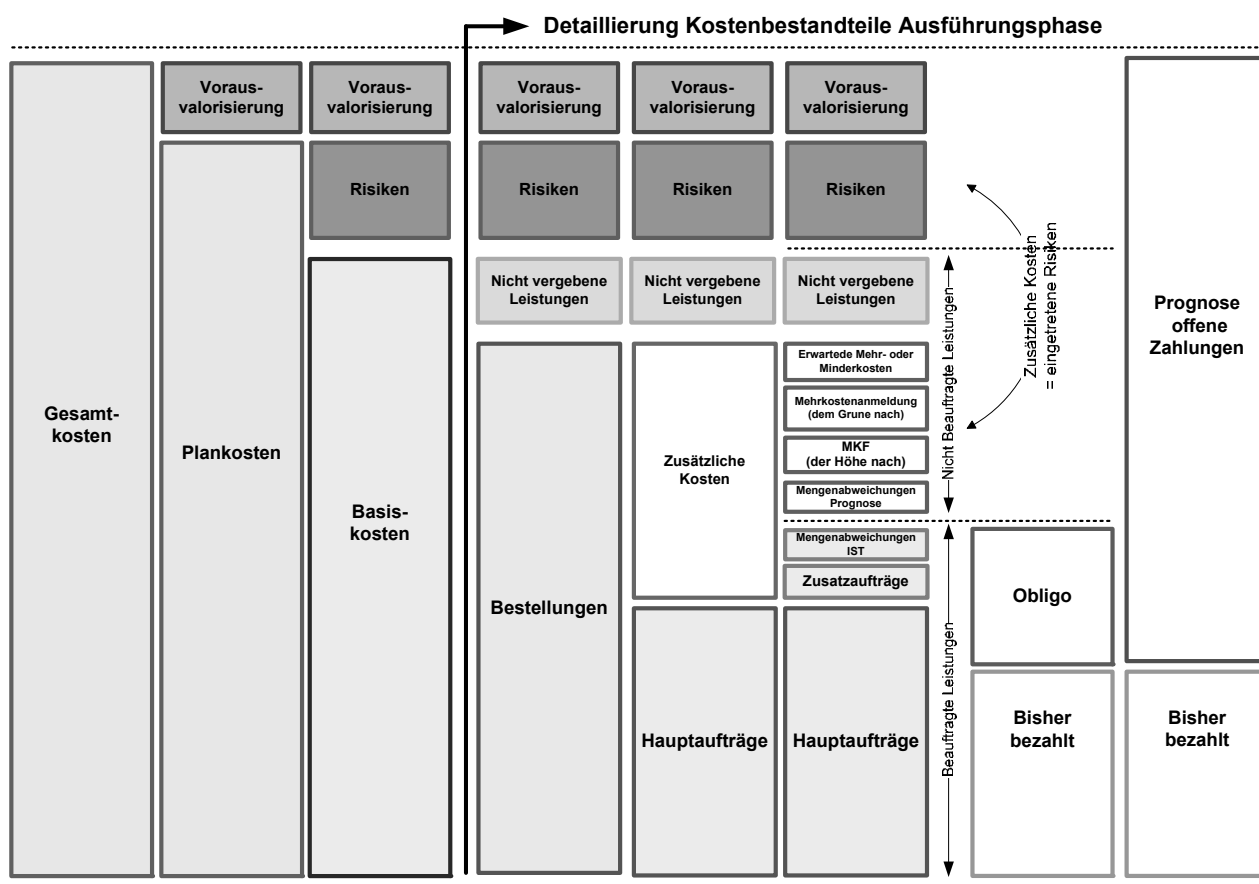 Detaillierung Kostenbestandteile Ausführungsphase
Gesamt-
kosten
Voraus-
valorisierung
Plankosten
Voraus-
valorisierung
Risiken
Basis-
kosten
Voraus-
valorisierung
Risiken
Nicht vergebene
Leistungen
Bestellungen
Voraus-
valorisierung
Risiken
Nicht vergebene
Leistungen
Zusätzliche
Kosten
Hauptaufträge
Voraus-
valorisierung
Risiken
Nicht vergebene
Leistungen
Erwartede Mehr- oder
Minderkosten
Mehrkostenanmeldung
(dem Grune nach)
MKF
(der Höhe nach)
Mengenabweichungen
Prognose
Mengenabweichungen
IST
Zusatzaufträge
Hauptaufträge
Nicht Beauftragte Leistungen
Beauftragte Leistungen
Zusätzliche Kosten
= eingetretene Risiken
Obligo
Bisher
bezahlt
Prognose
offene
Zahlungen
Bisher
bezahlt